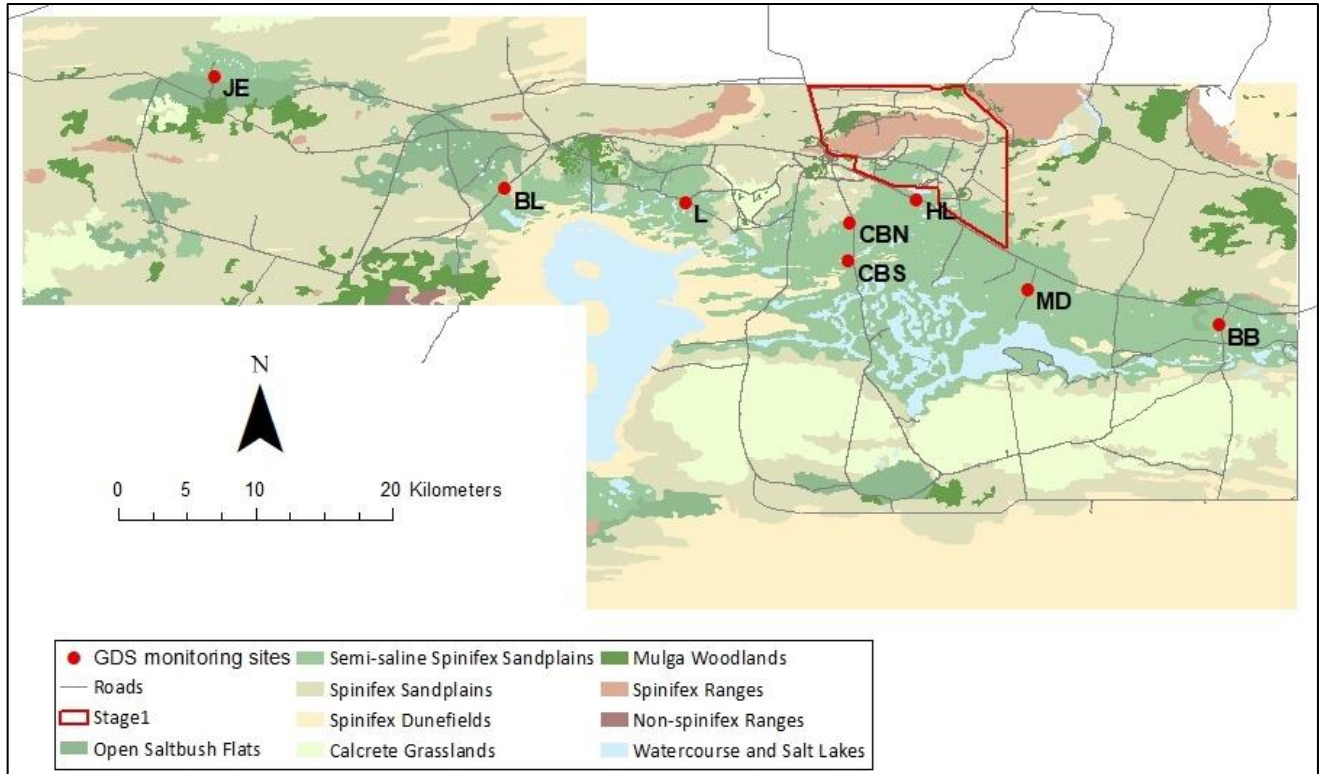 JE
BL
L
HL
CBN
CBS
MD
BB
N
0 5 10 20 Kilometers
GDS monitoring sites
Roads
Stage1
Open Saltbush Flats
Semi-saline Spinifex Sandplains
Spinifex Sandplains
Spinifex Dunefields
Calcrete Grasslands
Mulga Woodlands
Spinifex Ranges
Non-spinifex Ranges
Watercourse and Salt Lakes